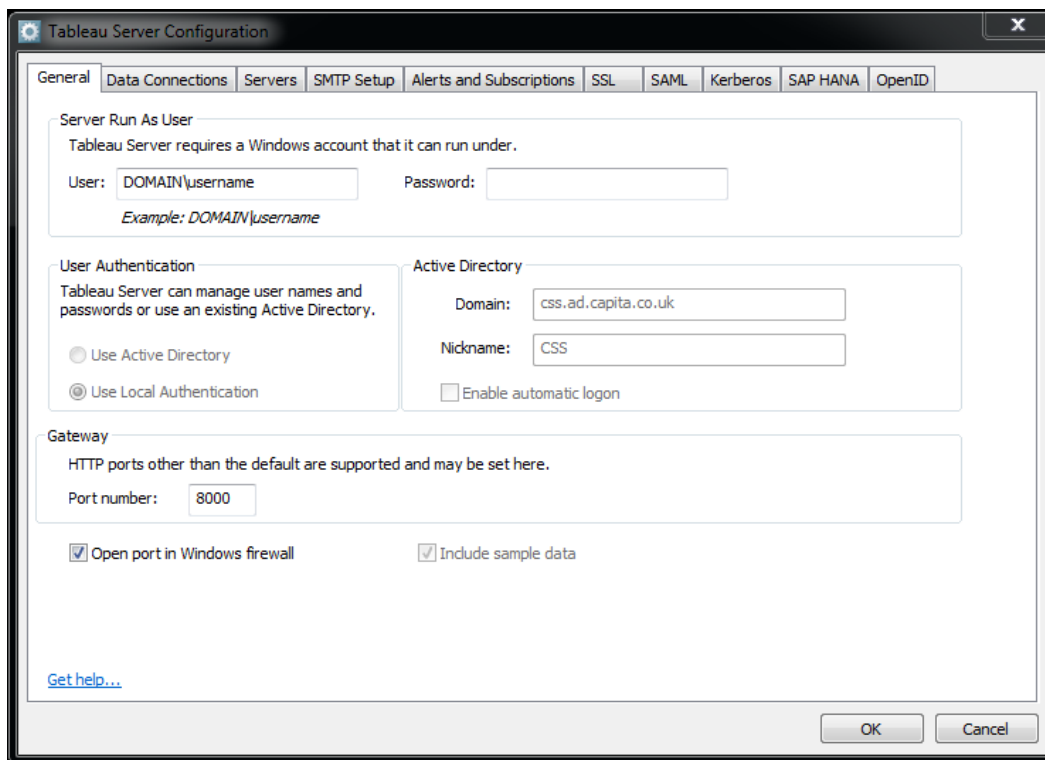 Tableau Server Configuration
X
General Data Connections Servers SMTP Setup Alerts and Subscriptions SSL SAML Kerberos SAP HANA OpenID
Server Run As User
Tableau Server requires a Windows account that it can run under.
User: DOMAIN\username Password:
Example: DOMAIN\username
User Authentication
Tableau Server can manage user names and
passwords or use an existing Active Directory.
Use Active Directory
Use Local Authentication
Active Directory
Domain: css.ad.capita.co.uk
Nickname: CSS
Enable automatic logon
Gateway
HTTP ports other than the default are supported and may be set here.
Port number: 8000
Open port in Windows firewall Include sample data
Get help...
OK Cancel